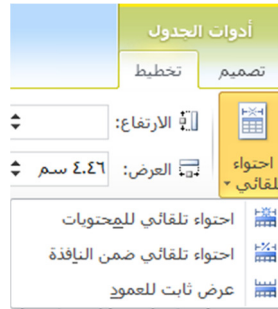 أدوات الجدول
تصميم تخطيط
الارتفاع:
العرض: ٤.٤٦ سم
احتواء
تلقائي
احتواء تلقائي للمحتويات
احتواء تلقائي ضمن النافذة
عرض ثابت للعمود